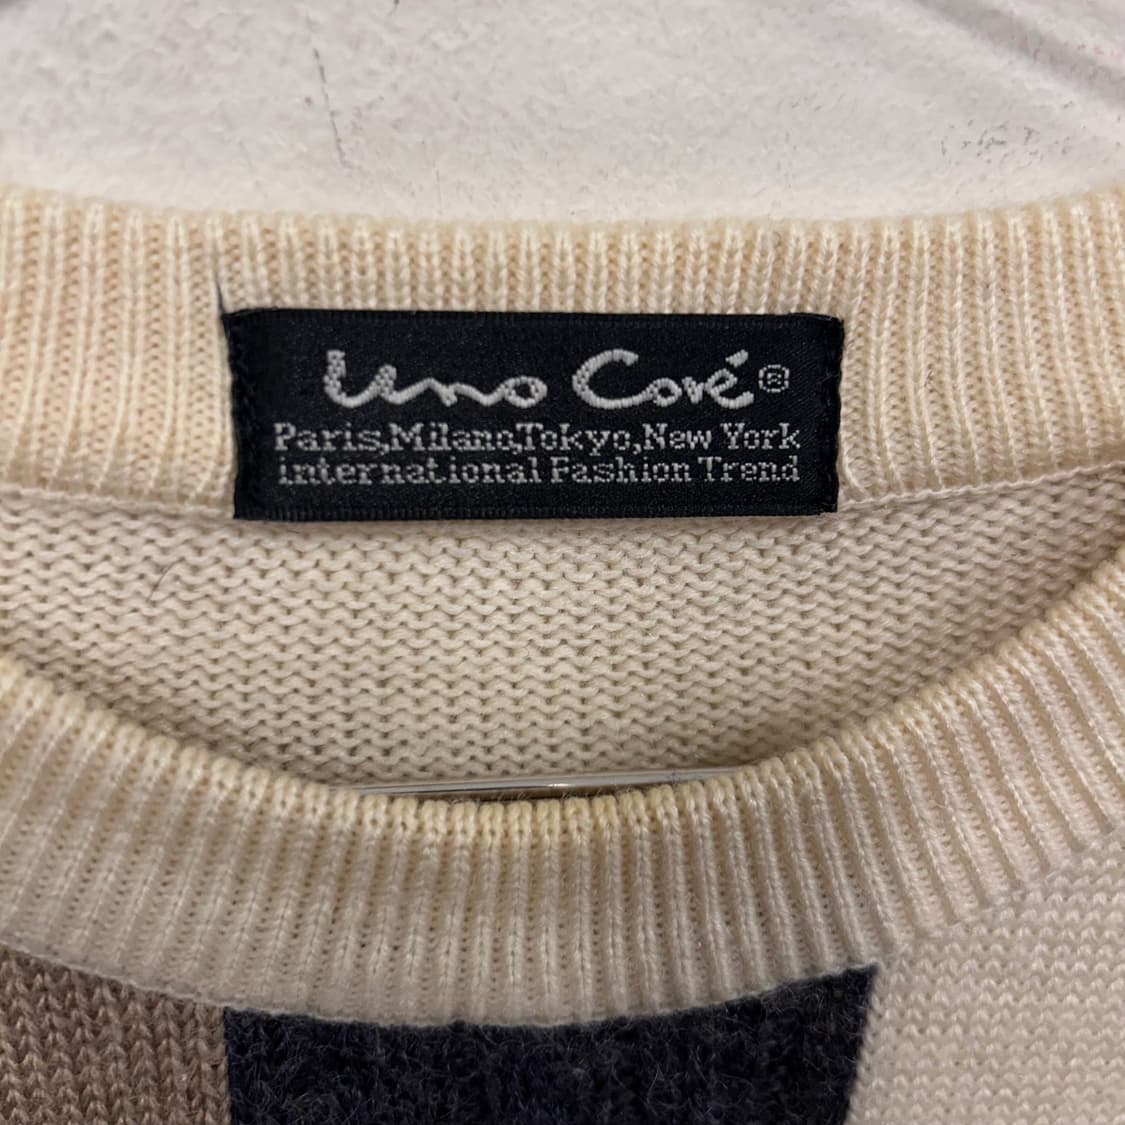 Uno Coré®
Paris,Milano,Tokyo,New York
international Fashion Trend